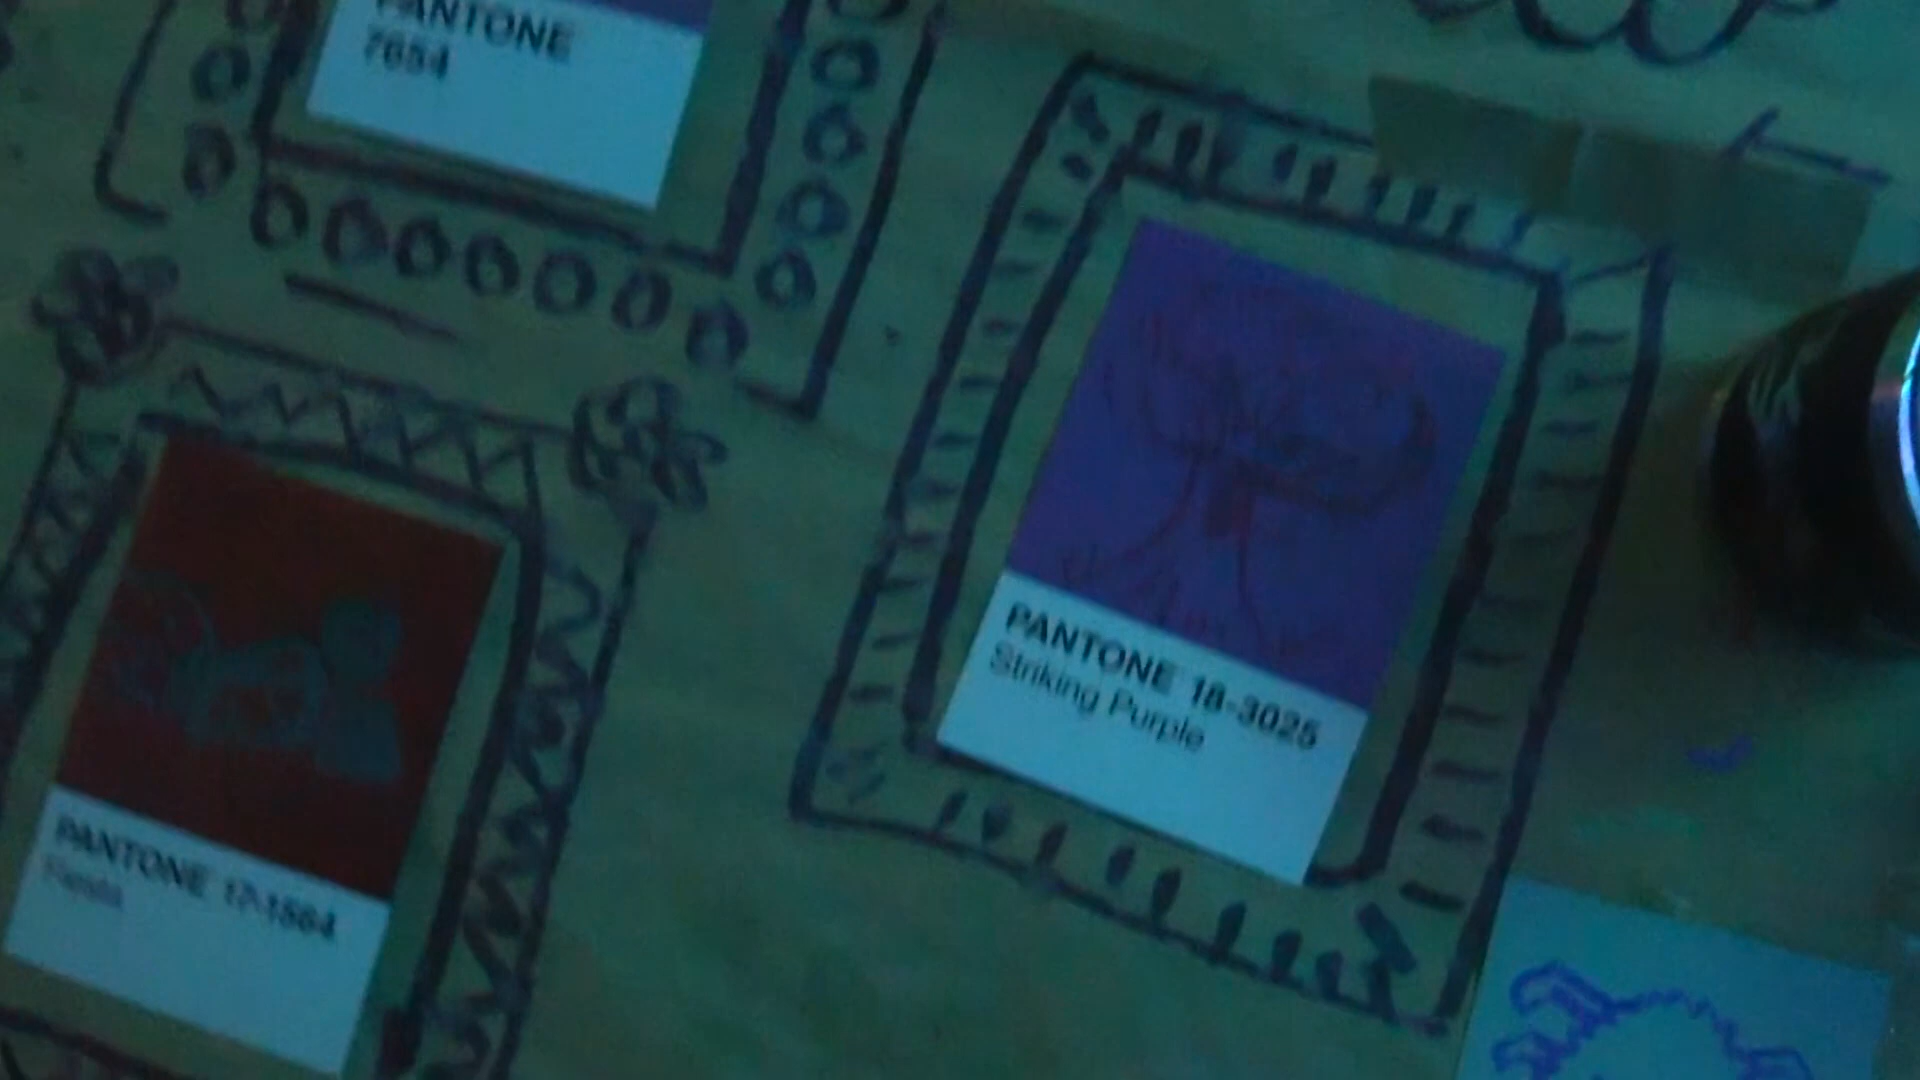 PANTONE
7654
PANTONE 18-3025
Striking Purple
PANTONE 17-1564
Fiesta